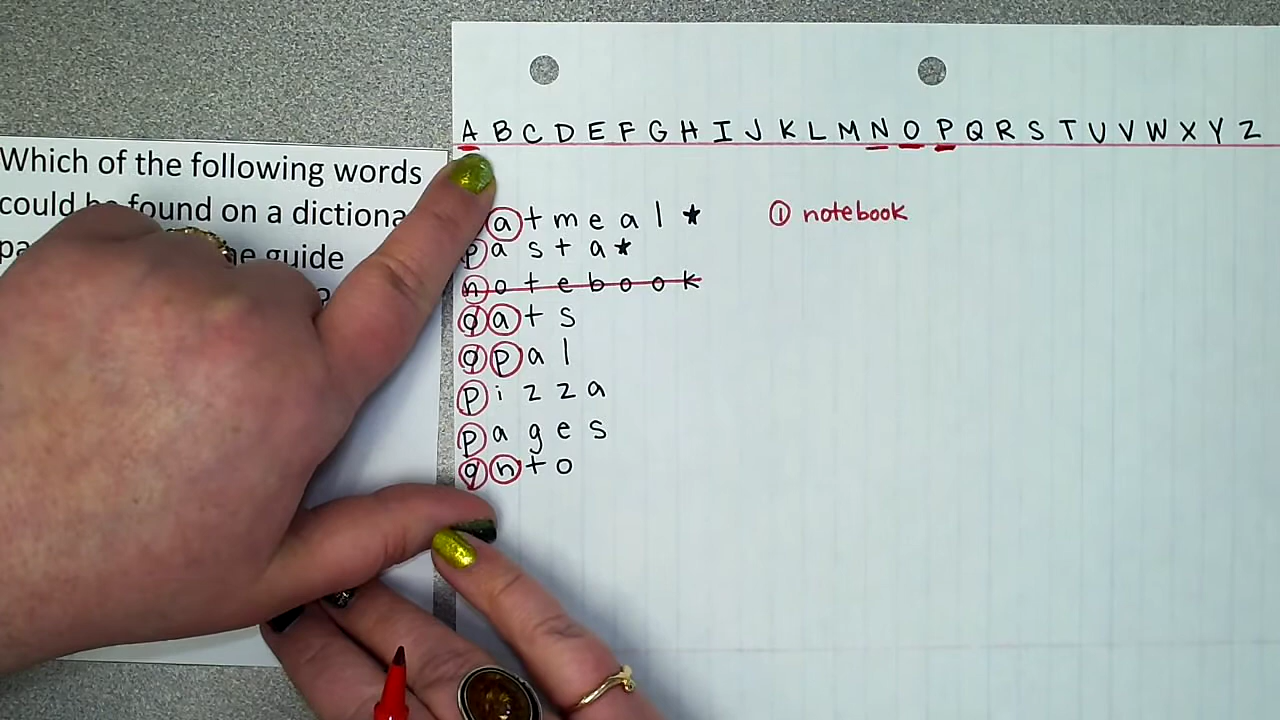 A B C D E F G H I J K L M N O P Q R S T U V W X Y Z
Which of the following words
could be found on a dictiona
pa
e guide
?
atmeal *
pasta *
notebook
oats
opal
pizza
pages
onto
① notebook